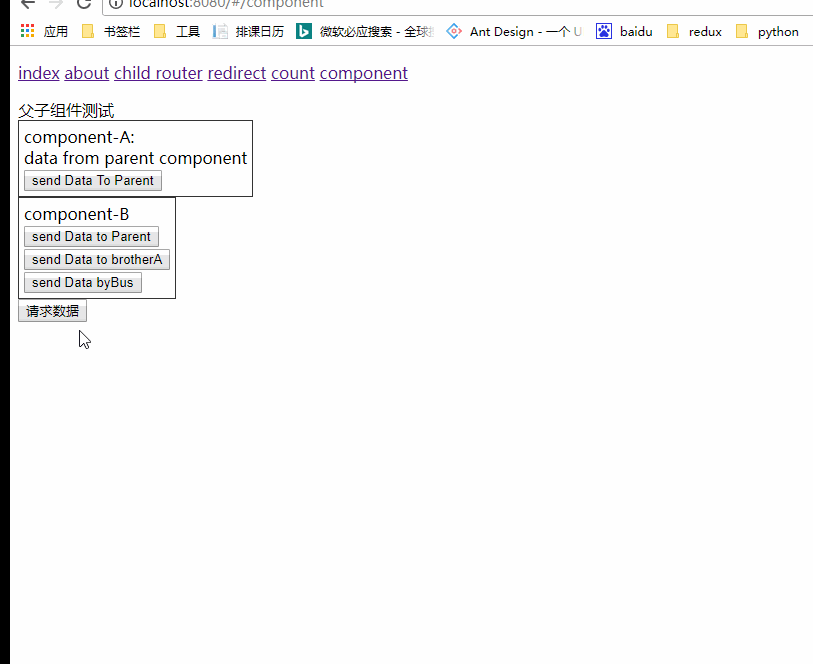 localhost:8080/#/component
应用 书签栏 工具 排课日历 微软必应搜索 - 全球 Ant Design - 一个 U baidu redux python
index about child router redirect count component
父子组件测试
component-A:
data from parent component
send Data To Parent
component-B
send Data to Parent
send Data to brotherA
send Data byBus
请求数据